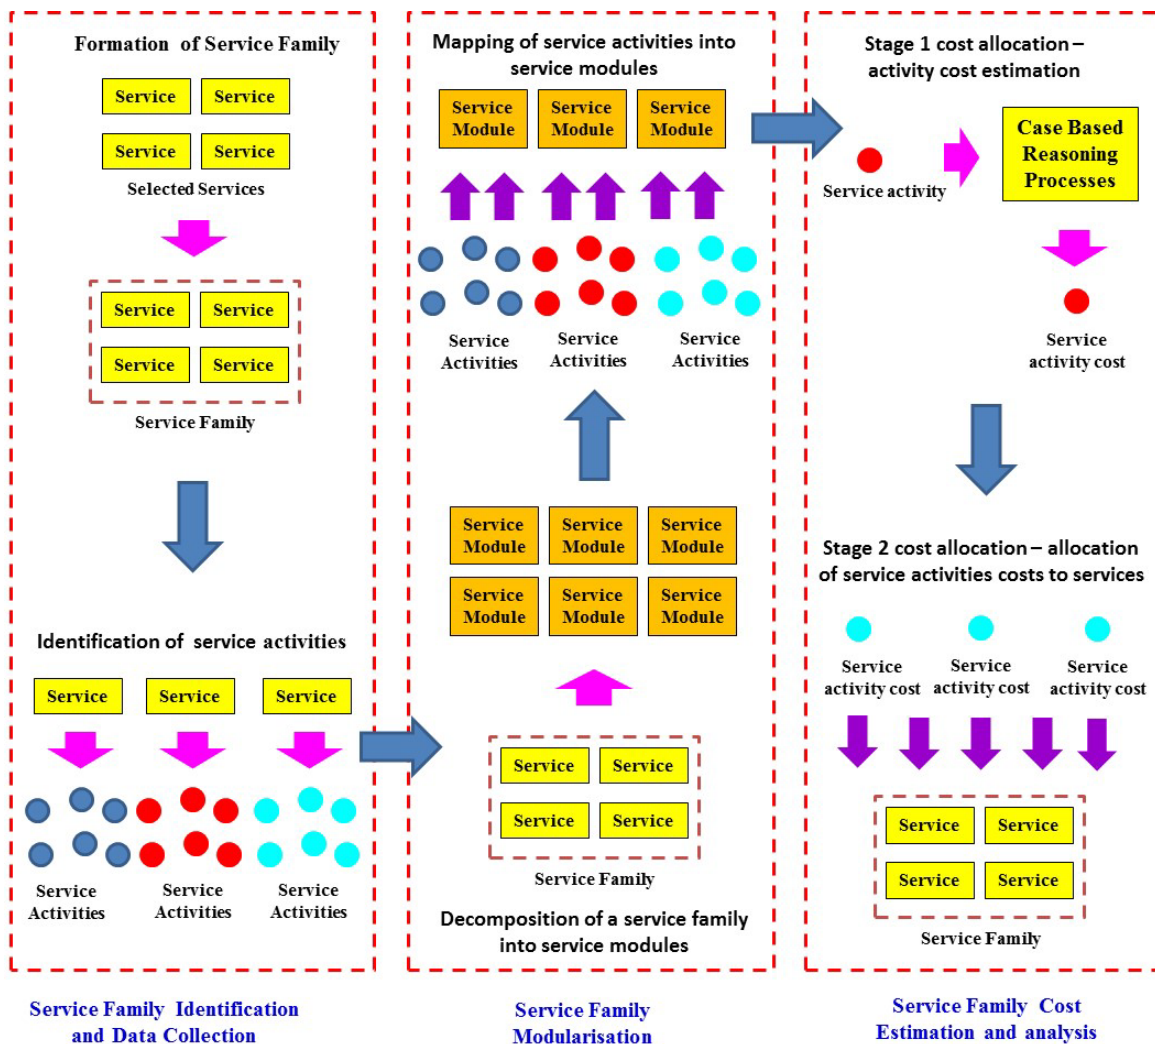 Formation of Service Family
Service Service
Service Service
Selected Services
Service Service
Service Service
Service Family
Identification of service activities
Service Service Service
Service Service Service
Activities Activities Activities
Service Family Identification
and Data Collection
Mapping of service activities into
service modules
Service Service Service
Module Module Module
Service Service Service
Activities Activities Activities
Service Service Service
Module Module Module
Service Service Service
Module Module Module
Service Service
Service Service
Service Family
Decomposition of a service family
into service modules
Service Family
Modularisation
Stage 1 cost allocation –
activity cost estimation
Case Based
Reasoning
Processes
Service activity
Service
activity cost
Stage 2 cost allocation – allocation
of service activities costs to services
Service Service Service
activity cost activity cost activity cost
Service Service
Service Service
Service Family
Service Family Cost
Estimation and analysis